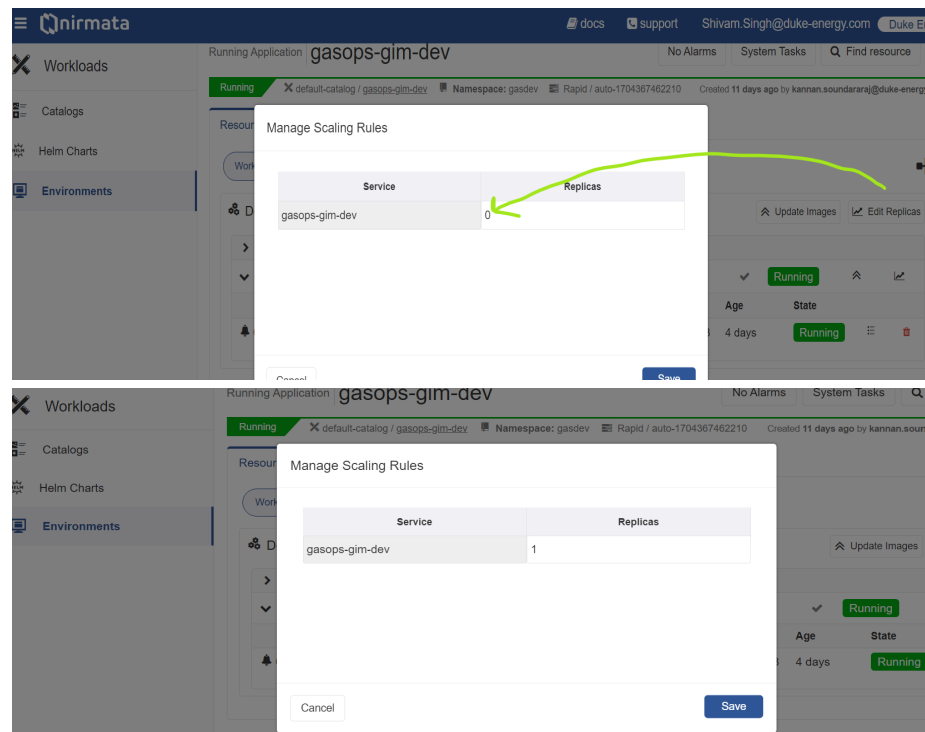 nirmata docs support Shivam.Singh@duke-energy.com Duke E
Workloads
Running Application gasops-gim-dev No Alarms System Tasks Find resource
Running default-catalog / gasops-gim-dev Namespace: gasdev Rapid / auto-1704367462210 Created 11 days ago by kannan.soundararaj@duke-energy
Catalogs
Resour
Manage Scaling Rules
Helm Charts
Work
Environments
Service Replicas
gasops-gim-dev 0
D
Update Images Edit Replicas
Running
Age State
4 days Running
Cancel Save
Workloads
Running Application gasops-gim-dev No Alarms System Tasks
Running default-catalog / gasops-gim-dev Namespace: gasdev Rapid / auto-1704367462210 Created 11 days ago by kannan.soun
Catalogs
Resour
Manage Scaling Rules
Helm Charts
Work
Environments
Service Replicas
gasops-gim-dev 1
D
Update Images
Running
Age State
4 days Running
Cancel Save